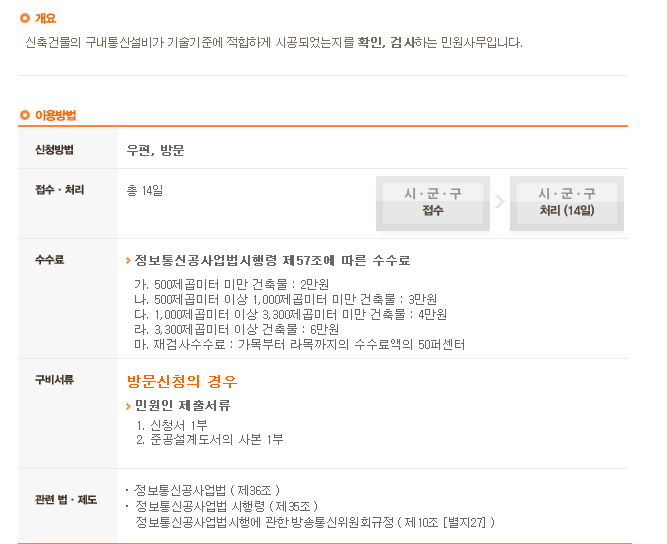 개요
신축건물의 구내통신설비가 기술기준에 적합하게 시공되었는지를 확인, 검사하는 민원사무입니다.
이용방법
신청방법
우편, 방문
접수 · 처리
총 14일
시 · 군 · 구
접수
시 · 군 · 구
처리 (14일)
수수료
정보통신공사업법시행령 제57조에 따른 수수료
가. 500제곱미터 미만 건축물 : 2만원
나. 500제곱미터 이상 1,000제곱미터 미만 건축물 : 3만원
다. 1,000제곱미터 이상 3,300제곱미터 미만 건축물 : 4만원
라. 3,300제곱미터 이상 건축물 : 6만원
마. 재검사수수료 : 가목부터 라목까지의 수수료액의 50퍼센터
구비서류
방문신청의 경우
민원인 제출서류
1. 신청서 1부
2. 준공설계도서의 사본 1부
관련 법 · 제도
· 정보통신공사업법 ( 제36조 )
· 정보통신공사업법 시행령 ( 제35조 )
정보통신공사업법시행에 관한 방송통신위원회규정 ( 제10조 [별지27] )